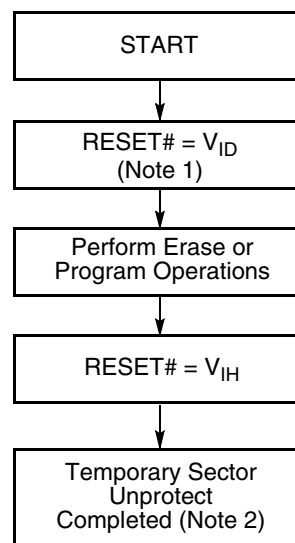 START
RESET# = V_ID
(Note 1)
Perform Erase or
Program Operations
RESET# = V_IH
Temporary Sector
Unprotect
Completed (Note 2)